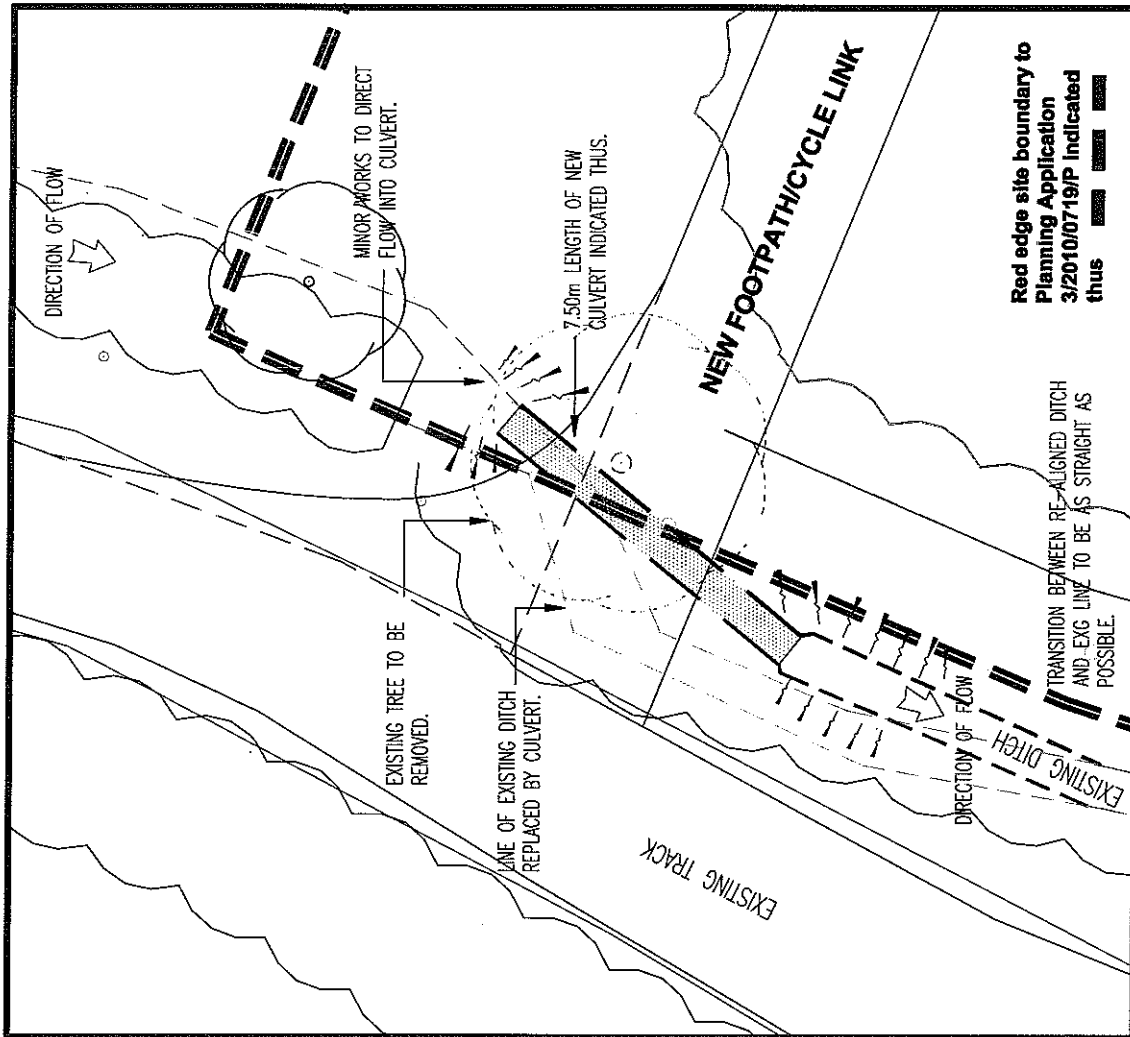 DIRECTION OF FLOW
MINOR WORKS TO DIRECT
FLOW INTO CULVERT.
7.50m LENGTH OF NEW
CULVERT INDICATED THUS.
EXISTING TREE TO BE
REMOVED.
LINE OF EXISTING DITCH
REPLACED BY CULVERT.
NEW FOOTPATH/CYCLE LINK
EXISTING TRACK
DIRECTION OF FLOW
EXISTING DITCH
TRANSITION BETWEEN RE-ALIGNED DITCH
AND EXG LINE TO BE AS STRAIGHT AS
POSSIBLE.
Red edge site boundary to
Planning Application
3/2010/0719/P Indicated
thus